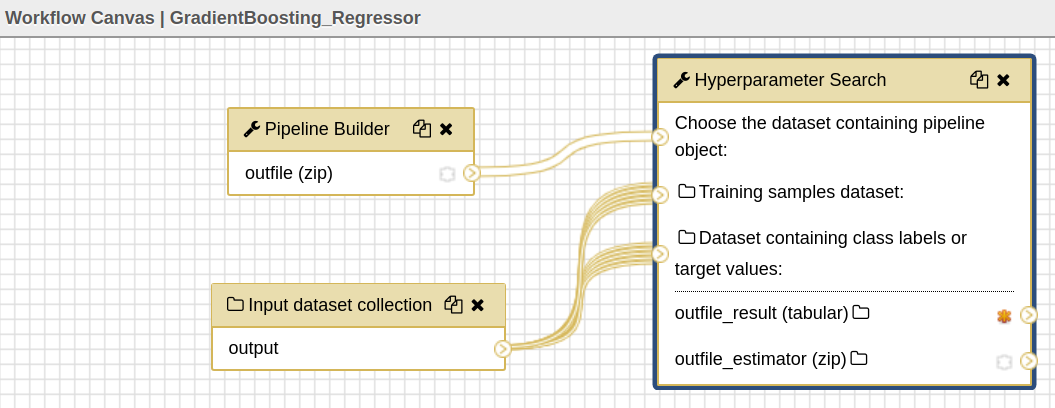 Workflow Canvas | GradientBoosting_Regressor
Pipeline Builder
outfile (zip)
Input dataset collection
output
Hyperparameter Search
Choose the dataset containing pipeline
object:
Training samples dataset:
Dataset containing class labels or
target values:
outfile_result (tabular)
outfile_estimator (zip)